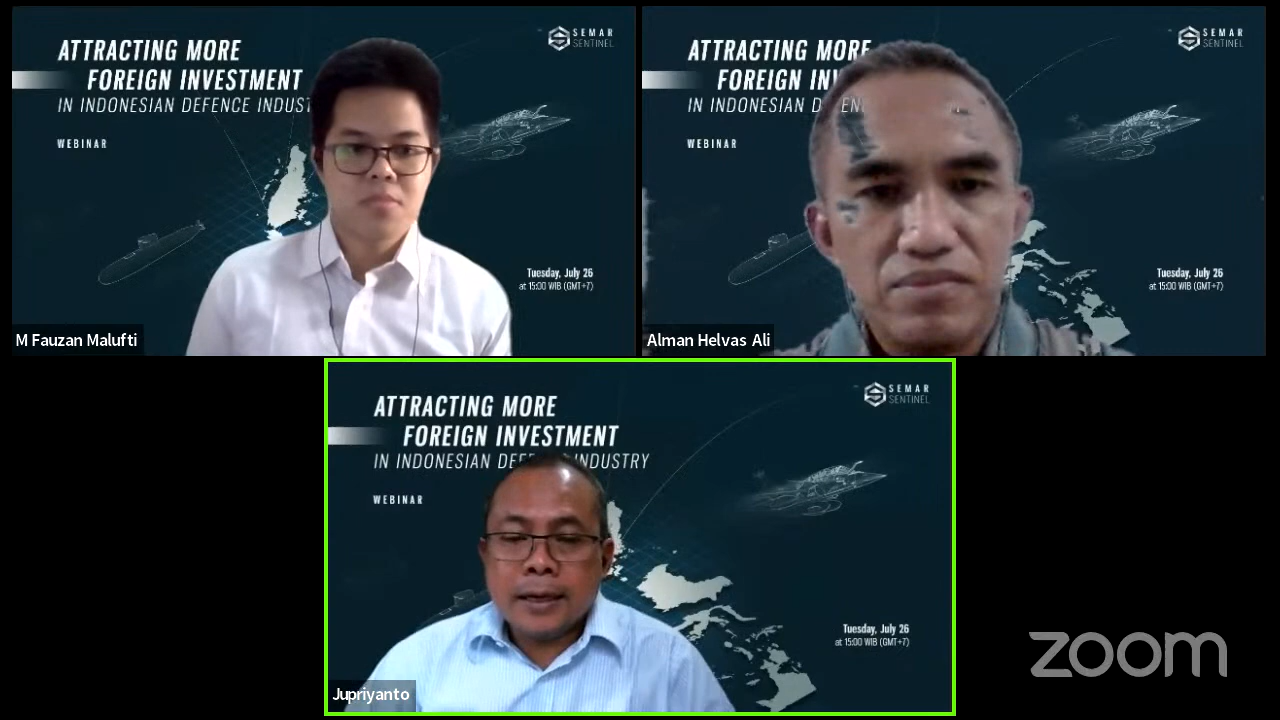 ATTRACTING MORE
FOREIGN INVESTMENT
IN INDONESIAN DEFENCE INDUST
WEBINAR
SEMAR
SENTINEL
Tuesday, July 26
at 15:00 WIB (GMT+7)
M Fauzan Malufti
ATTRACTING MORE
FOREIGN INV
IN INDONESIAN DEFEN
WEBINAR
SEMAR
SENTINEL
Tuesday, July 26
at 15:00 WIB (GMT+7)
Alman Helvas Ali
ATTRACTING MORE
FOREIGN INVESTMENT
IN INDONESIAN DEFE INDUSTRY
WEBINAR
SEMAR
SENTINEL
Tuesday, July 26
at 15:00 WIB (GMT+7)
Jupriyanto
zoom